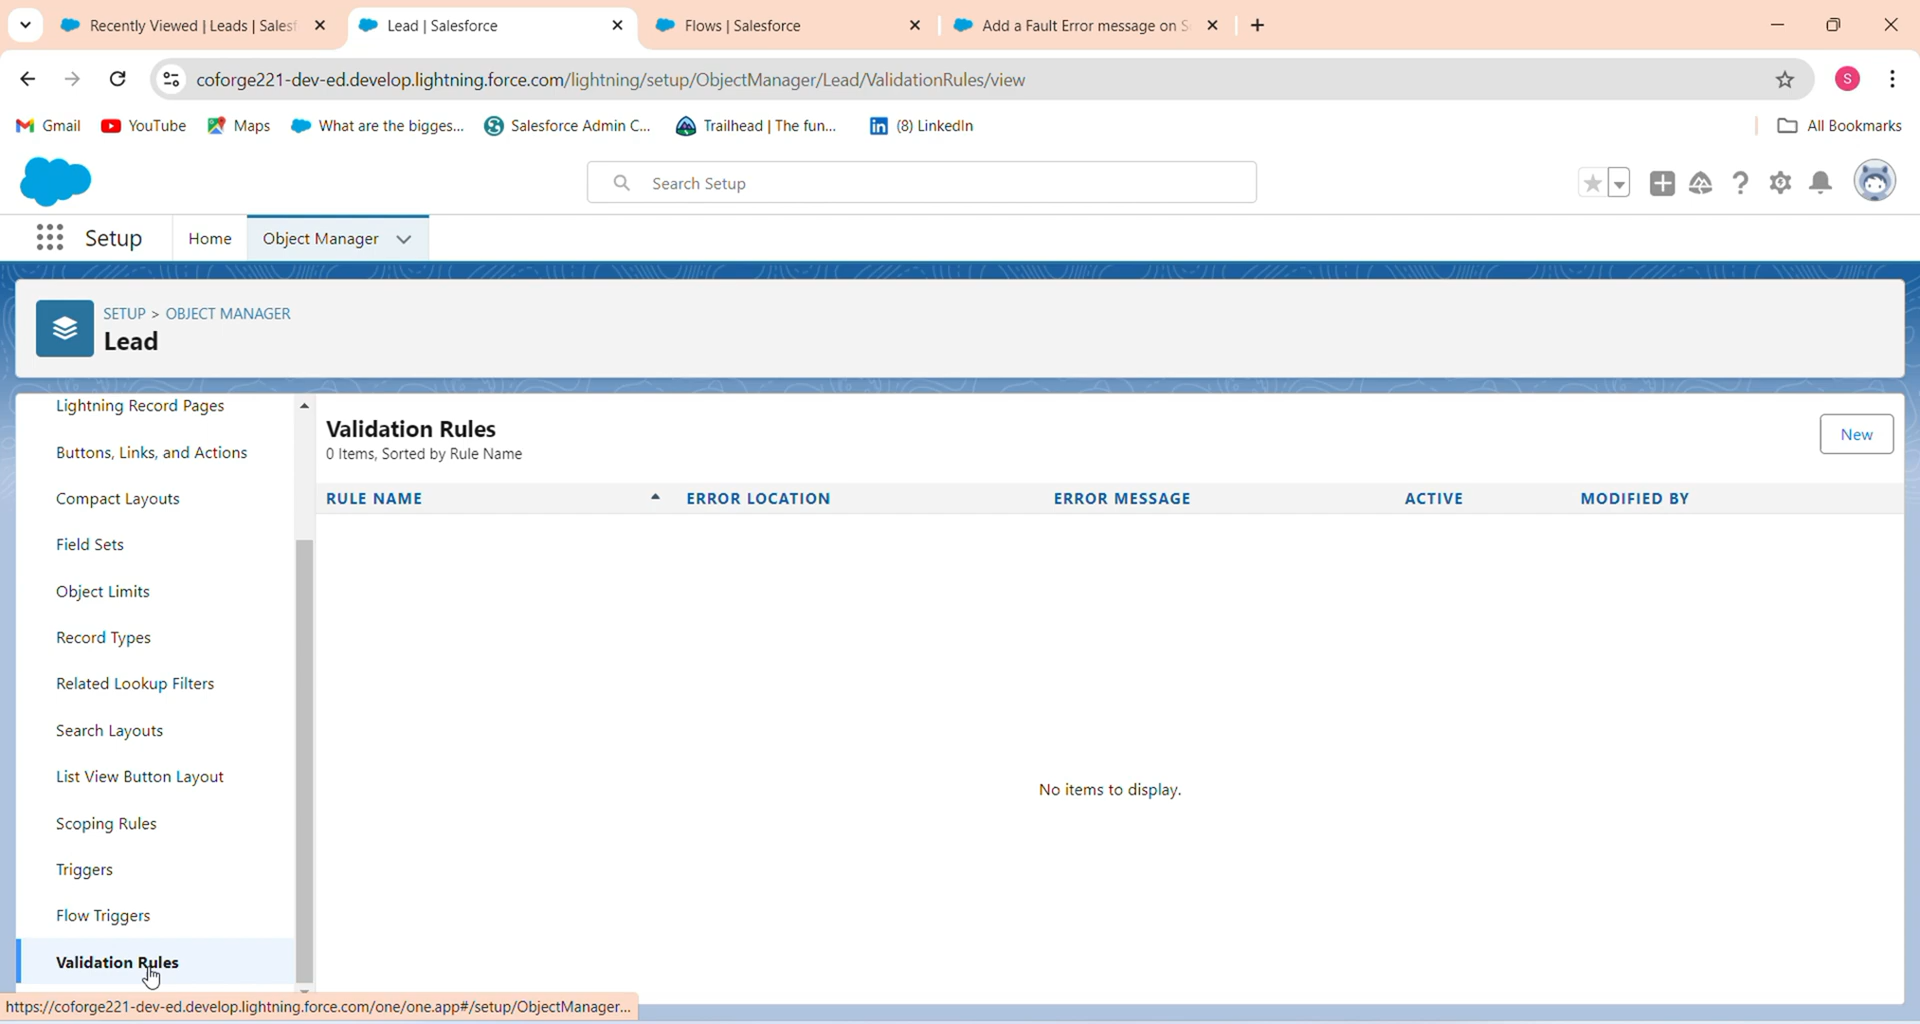 Recently Viewed | Leads | Salesf
Lead | Salesforce
Flows | Salesforce
Add a Fault Error message on S
coforge221-dev-ed.develop.lightning.force.com/lightning/setup/ObjectManager/Lead/ValidationRules/view
S
Gmail
YouTube
Maps
What are the bigges...
Salesforce Admin C...
Trailhead | The fun...
(8) LinkedIn
All Bookmarks
Search Setup
Setup
Home
Object Manager
SETUP > OBJECT MANAGER
Lead
Lightning Record Pages
Buttons, Links, and Actions
Compact Layouts
Field Sets
Object Limits
Record Types
Related Lookup Filters
Search Layouts
List View Button Layout
Scoping Rules
Triggers
Flow Triggers
Validation Rules
Validation Rules
0 Items, Sorted by Rule Name
New
RULE NAME ERROR LOCATION ERROR MESSAGE ACTIVE MODIFIED BY
No items to display.
https://coforge221-dev-ed.develop.lightning.force.com/one/one.app#/setup/ObjectManager...